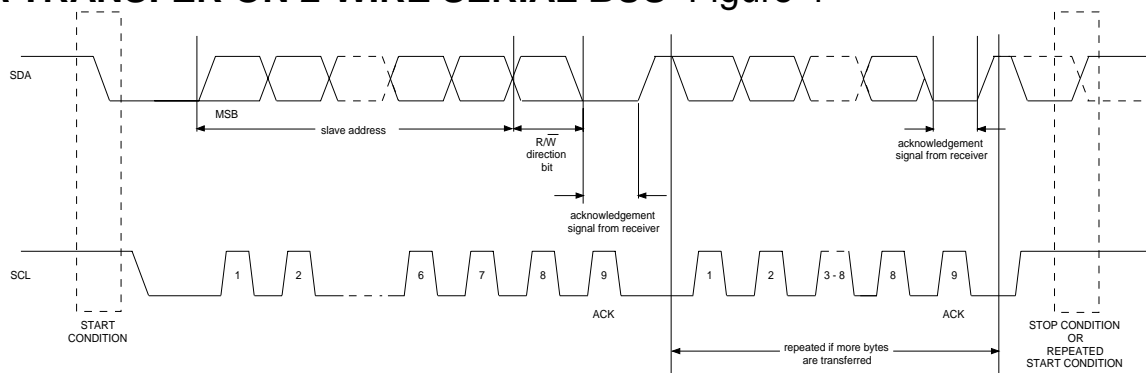 TRANSFER ON 2-WIRE SERIAL BUS Figure 4
SDA
MSB
slave address
R/W
direction
bit
acknowledgement
signal from receiver
acknowledgement
signal from receiver
SCL
1
2
6
7
8
9
1
2
3 - 8
8
9
ACK
ACK
START
CONDITION
repeated if more bytes
are transferred
STOP CONDITION
OR
REPEATED
START CONDITION